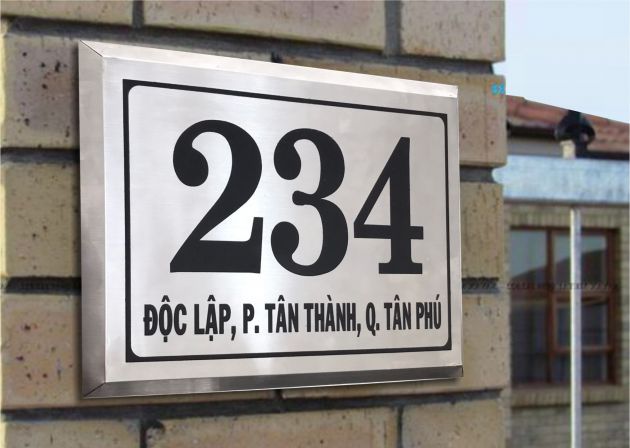 234
ĐỘC LẬP, P. TÂN THÀNH, Q. TÂN PHÚ